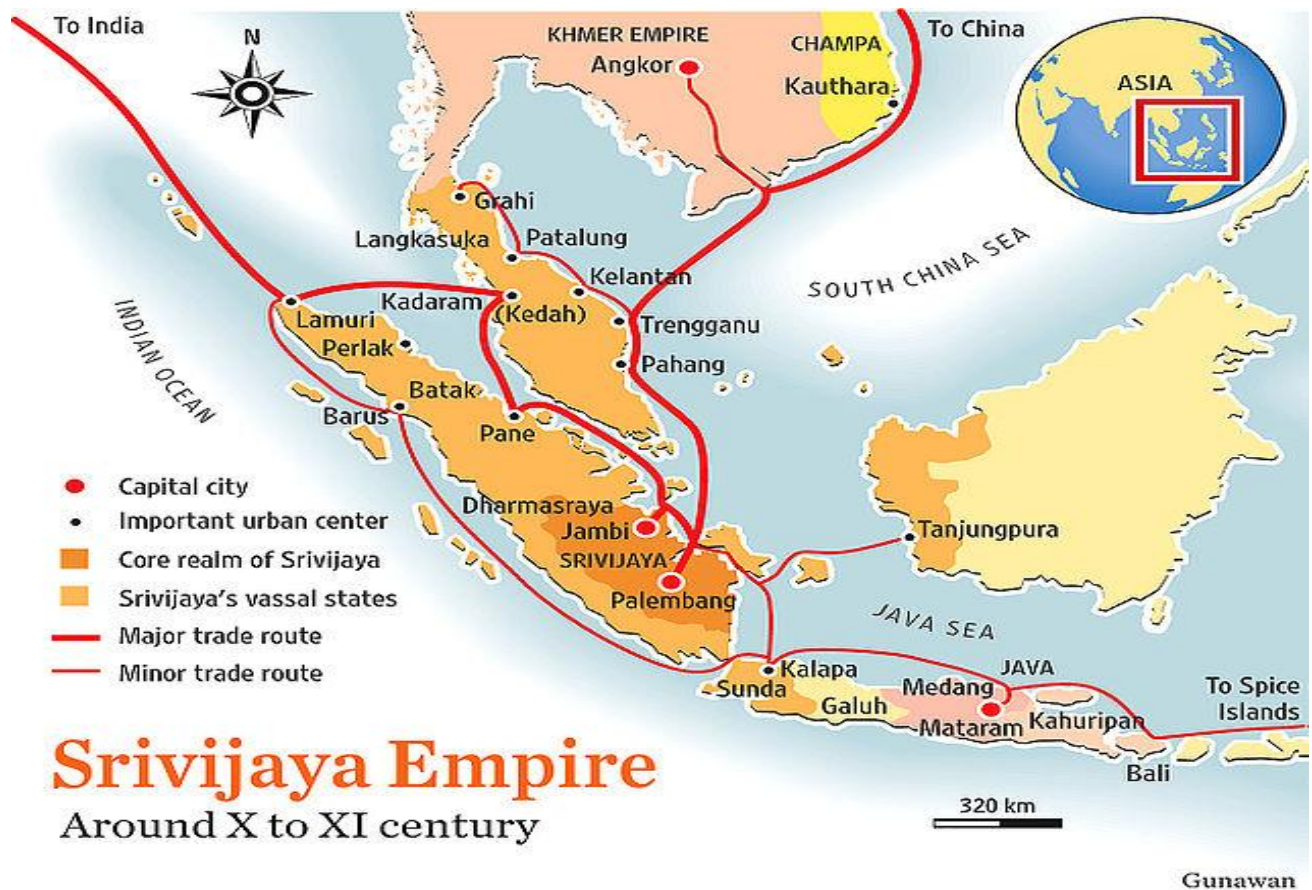 To India
N
KHMER EMPIRE
Angkor
CHAMPA
Kauthara
To China
ASIA
Grahi
Langkasuka
Patalung
Kelantan
Kadaram
(Kedah)
Trengganu
Pahang
SOUTH CHINA SEA
INDIAN OCEAN
Lamuri
Perlak
Batak
Barus
Pane
Dharmasraya
Jambi
SRIVIJAYA
Palembang
Tanjungpura
JAVA SEA
Capital city
Important urban center
Core realm of Srivijaya
Srivijaya's vassal states
Major trade route
Minor trade route
Kalapa
Sunda
Galuh
JAVA
Medang
Mataram
Kahuripan
Bali
To Spice
Islands
Srivijaya Empire
Around X to XI century
320 km
Gunawan